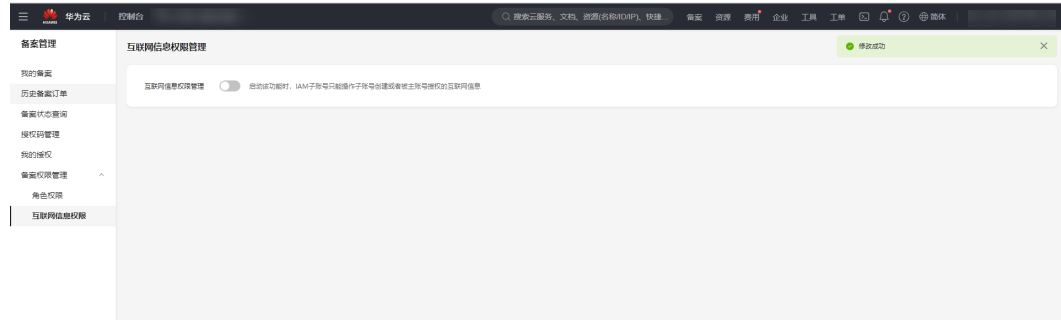 华为云 控制台 搜索云服务、文档、资源(名称/ID/IP)、快捷... 备案 资源 费用 企业 工具 工单 简体
HUAWEI
备案管理
我的备案
历史备案订单
备案状态查询
授权码管理
我的授权
备案权限管理
角色权限
互联网信息权限
互联网信息权限管理
修改成功
互联网信息权限管理 启动该功能时，IAM子账号只能操作子账号创建或者被主账号授权的互联网信息